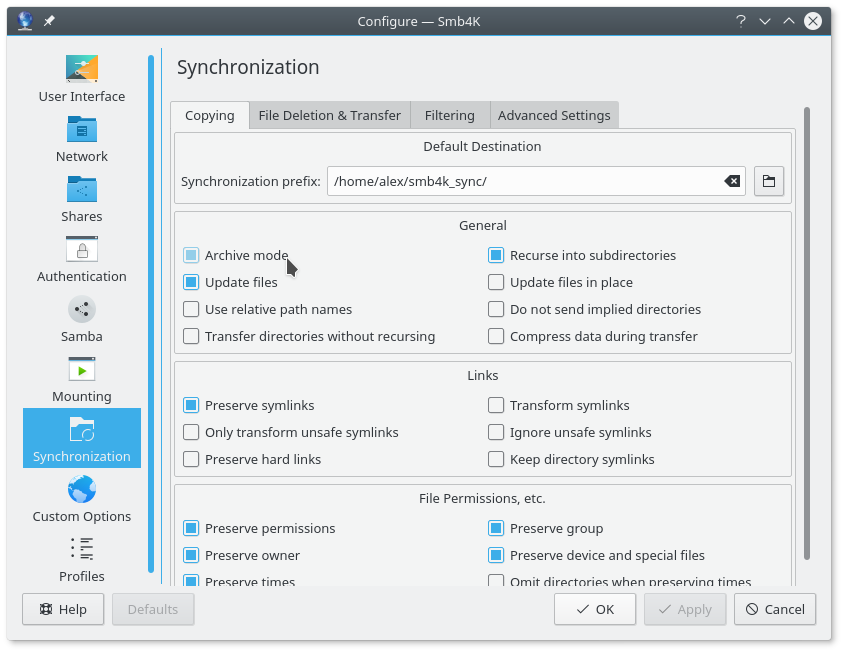 Configure — Smb4K
User Interface
Network
Shares
Authentication
Samba
Mounting
Synchronization
Custom Options
Profiles
Synchronization
Copying File Deletion & Transfer Filtering Advanced Settings
Default Destination
Synchronization prefix: /home/alex/smb4k_sync/
General
Archive mode Recurse into subdirectories
Update files Update files in place
Use relative path names Do not send implied directories
Transfer directories without recursing Compress data during transfer
Links
Preserve symlinks Transform symlinks
Only transform unsafe symlinks Ignore unsafe symlinks
Preserve hard links Keep directory symlinks
File Permissions, etc.
Preserve permissions Preserve group
Preserve owner Preserve device and special files
Preserve times Omit directories when preserving times
Help Defaults OK Apply Cancel